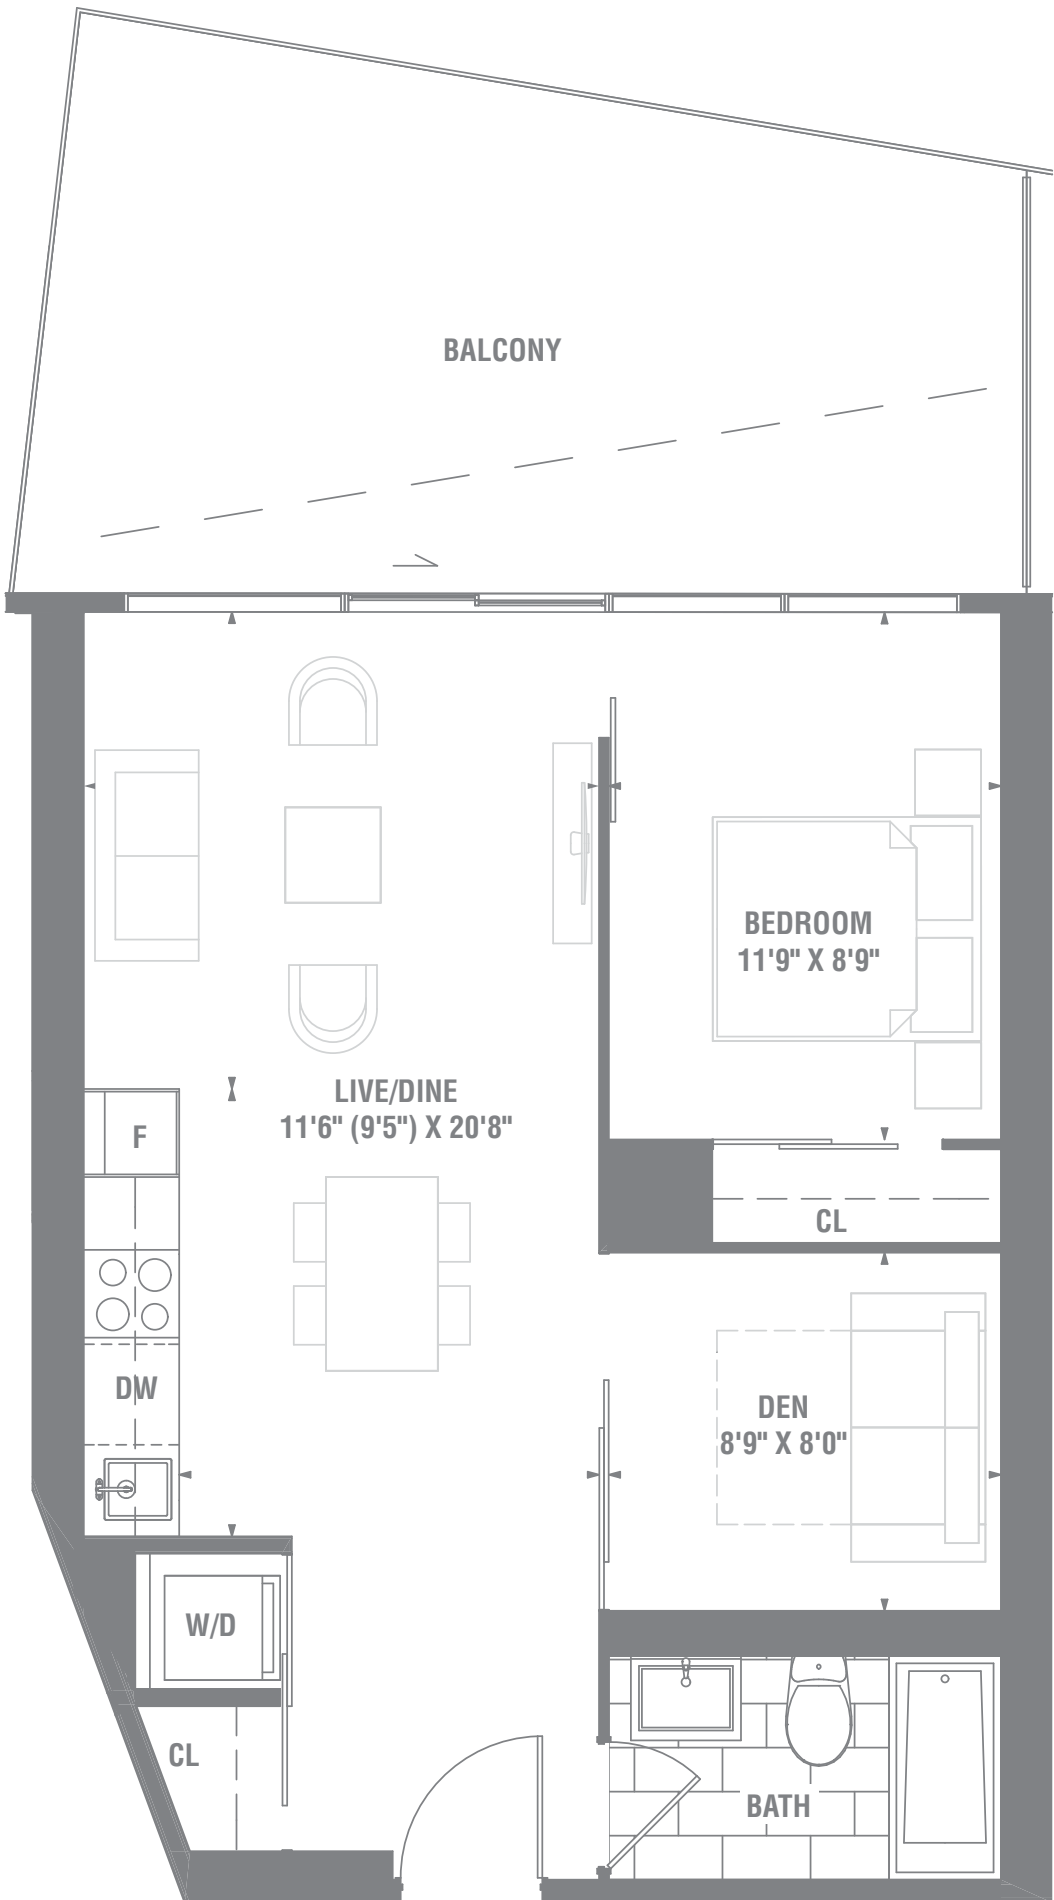 BALCONY
BEDROOM
11'9" X 8'9"
LIVE/DINE
11'6" (9'5") X 20'8"
F
CL
DW
DEN
8'9" X 8'0"
W/D
CL
BATH